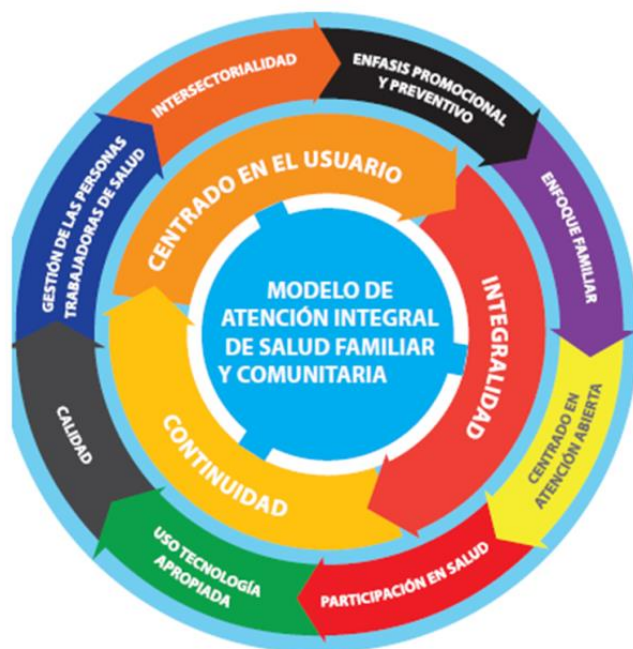 MODELO DE
ATENCIÓN INTEGRAL
DE SALUD FAMILIAR
Y COMUNITARIA
CENTRADO EN EL USUARIO
INTEGRALIDAD
CONTINUIDAD
INTERSECTORIALIDAD
ENFASIS PROMOCIONAL
Y PREVENTIVO
ENFOQUE FAMILIAR
CENTRADO EN
ATENCIÓN ABIERTA
PARTICIPACIÓN EN SALUD
USO TECNOLOGÍA
APROPIADA
CALIDAD
GESTIÓN DE LAS PERSONAS
TRABAJADORAS DE SALUD